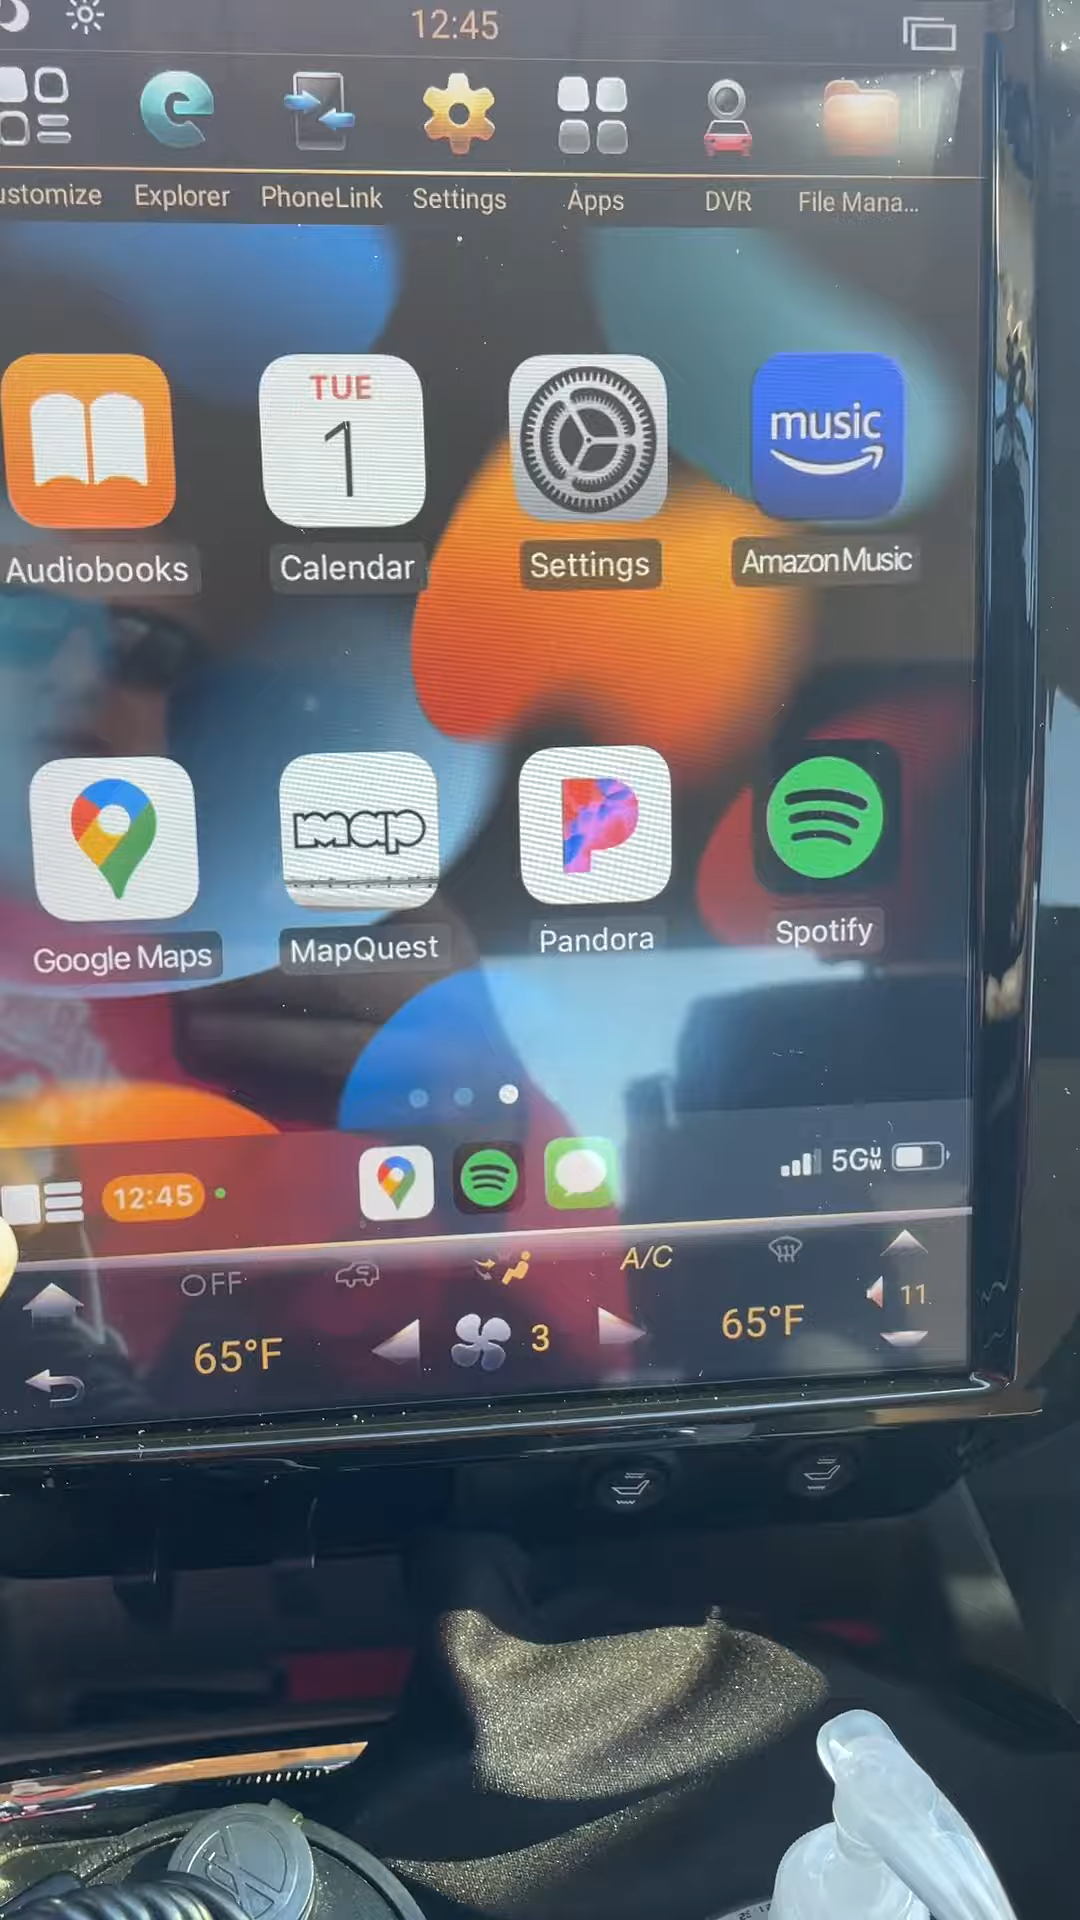 12:45
ustomize Explorer PhoneLink Settings Apps DVR File Mana...
TUE
1
music
Audiobooks Calendar Settings Amazon Music
map
Google Maps MapQuest Pandora Spotify
12:45 5G UW
OFF A/C
65°F 3 65°F 11